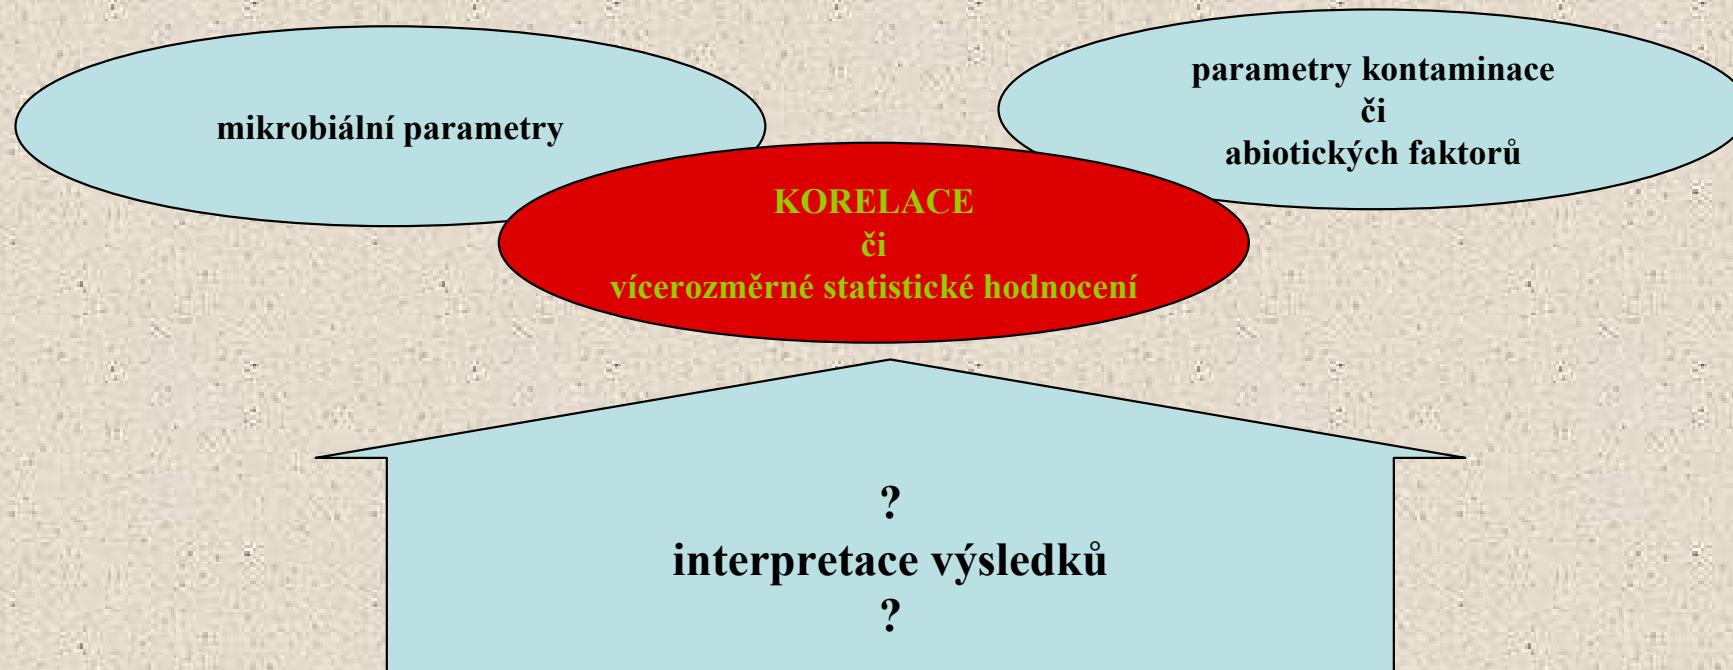 mikrobiální parametry
parametry kontaminace
či
abiotických faktorů
KORELACE
či
vícerozměrné statistické hodnocení
?
interpretace výsledků
?